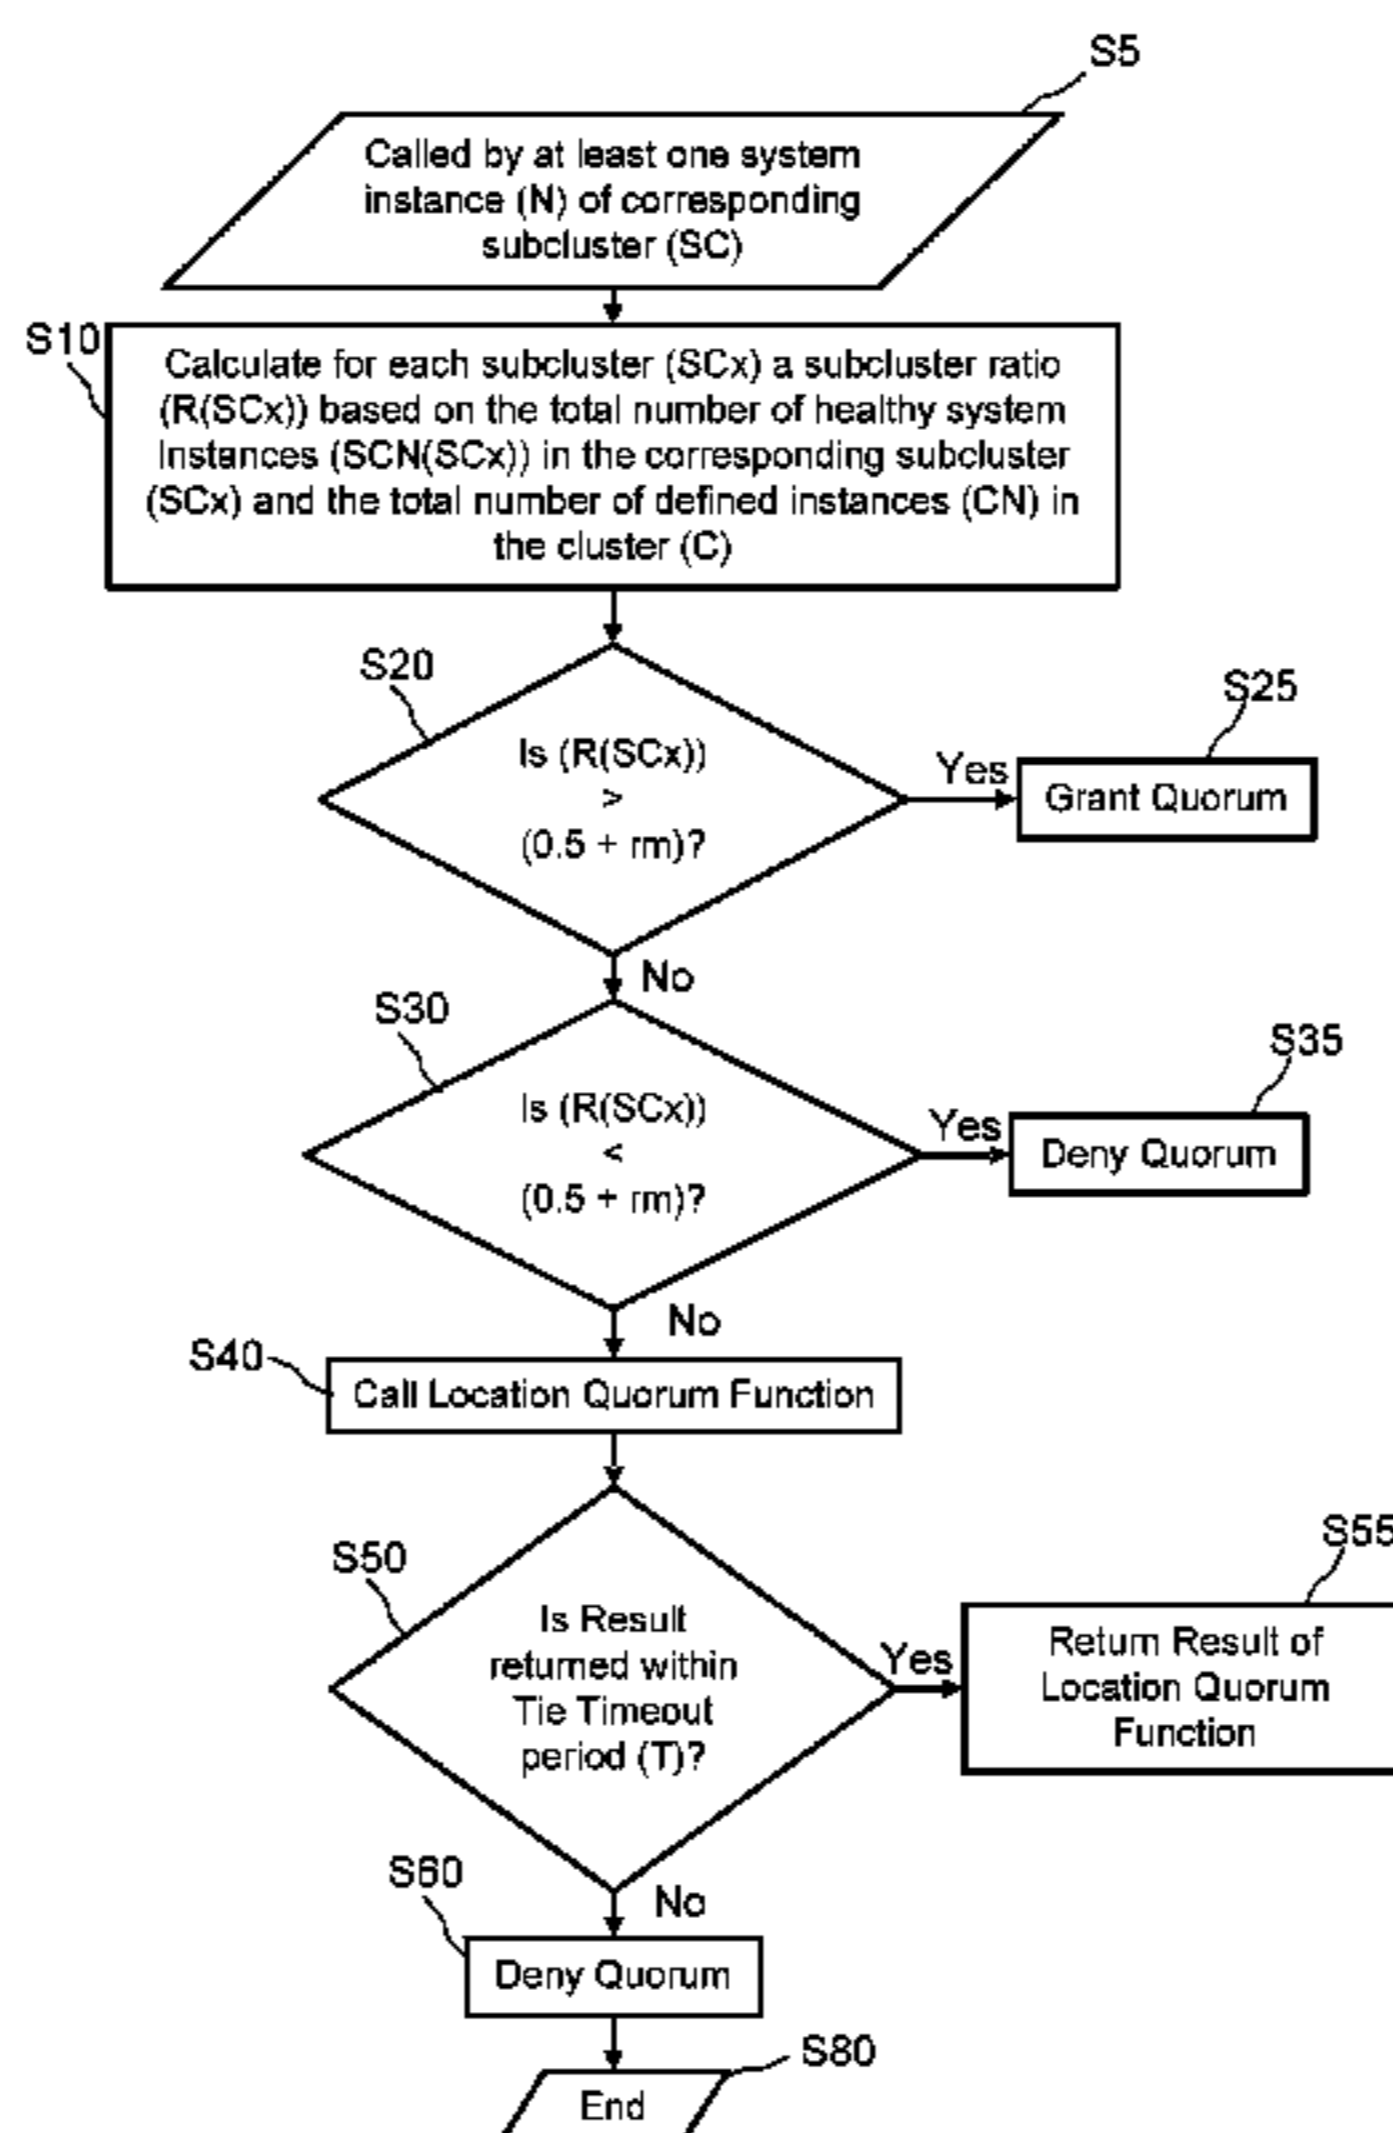 S5
Called by at least one system
instance (N) of corresponding
subcluster (SC)
S10
Calculate for each subcluster (SCx) a subcluster ratio
(R(SCx)) based on the total number of healthy system
Instances (SCN(SCx)) in the corresponding subcluster
(SCx) and the total number of defined instances (CN) in
the cluster (C)
S20
Is (R(SCx))
>
(0.5 + rm)?
Yes
S25
Grant Quorum
No
S30
Is (R(SCx))
<
(0.5 + rm)?
Yes
S35
Deny Quorum
No
S40
Call Location Quorum Function
S50
Is Result
returned within
Tie Timeout
period (T)?
Yes
S55
Return Result of
Location Quorum
Function
No
S60
Deny Quorum
S80
End